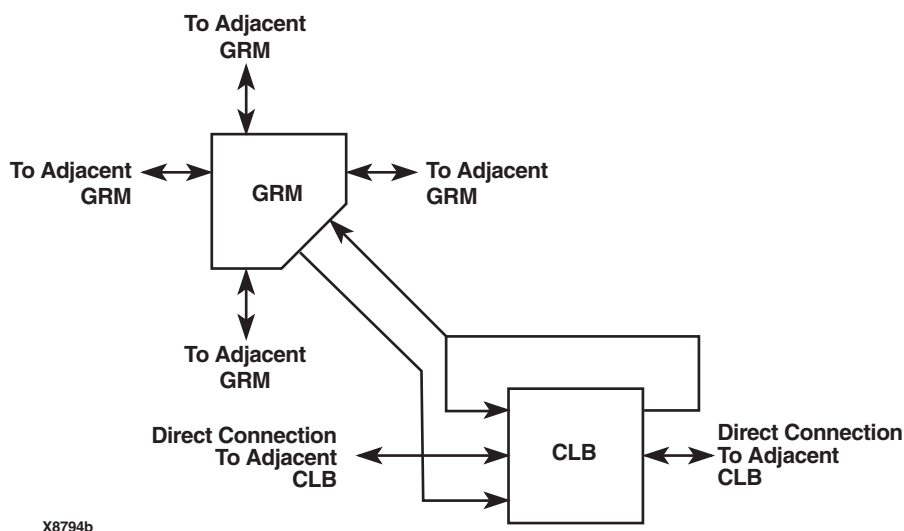 To Adjacent
GRM
To Adjacent
GRM
GRM
To Adjacent
GRM
To Adjacent
GRM
Direct Connection
To Adjacent
CLB
CLB
Direct Connection
To Adjacent
CLB
X8794b